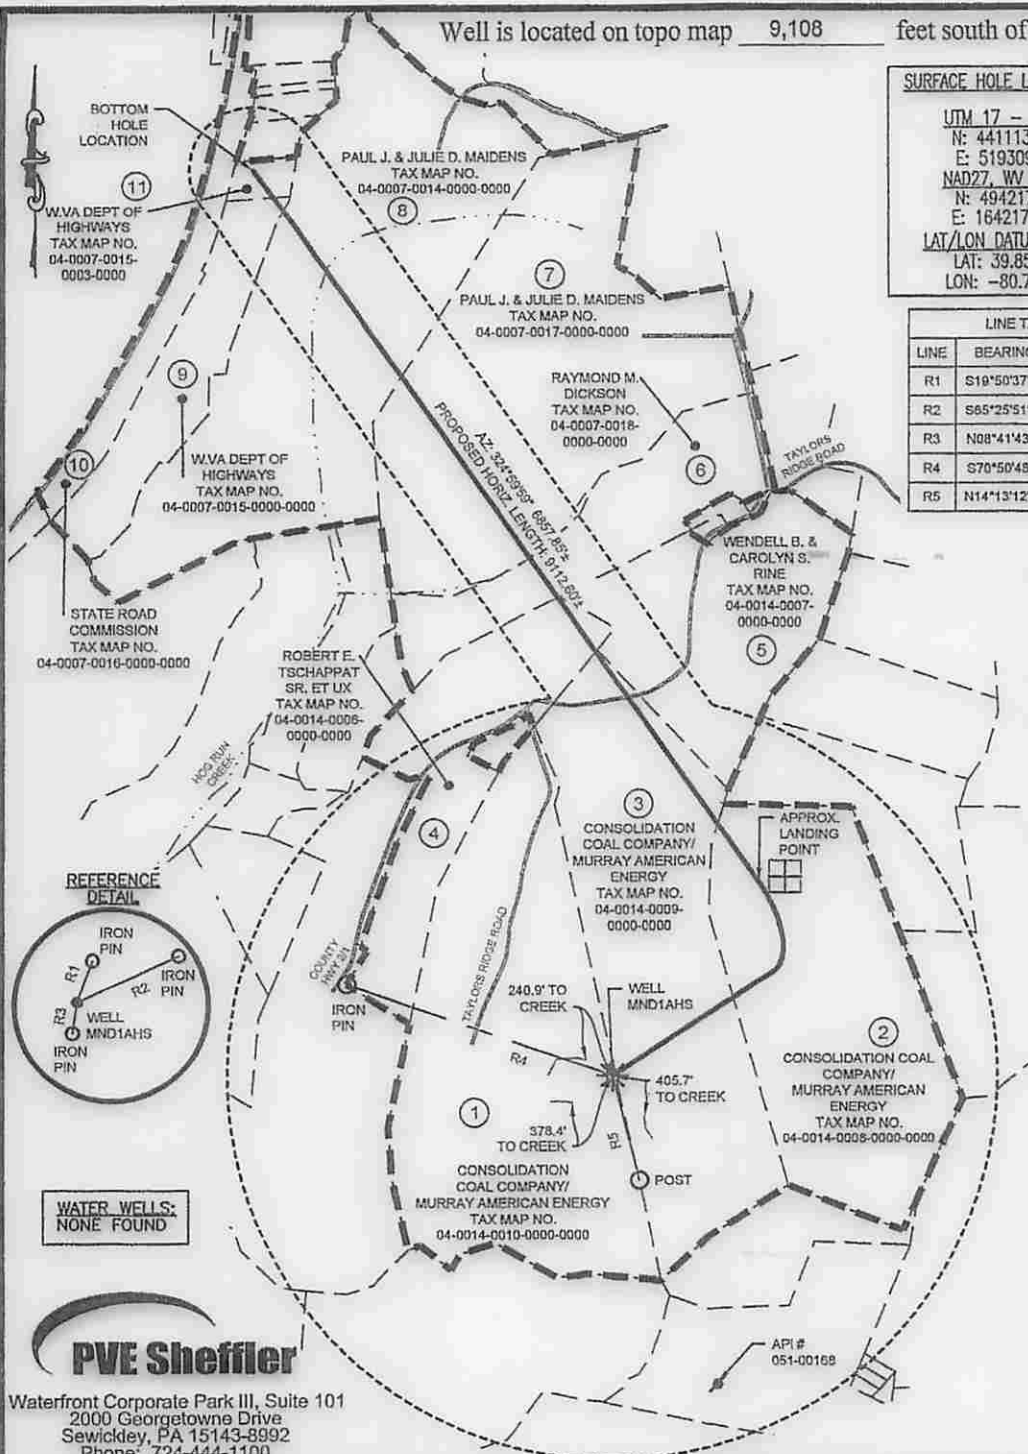 Well is located on topo map 9,108 feet south of
SURFACE HOLE L
UTM 17 –
N: 441113
E: 519309
NAD27, WV
N: 49421
E: 164217
LAT/LON DATU
LAT: 39.85
LON: -80.7
LINE T
LINE BEARING
R1 S19°50'37
R2 S65°25'51
R3 N08°41'43
R4 S70°50'48
R5 N14°13'12
BOTTOM
HOLE
LOCATION
11
W.VA DEPT OF
HIGHWAYS
TAX MAP NO.
04-0007-0015-
0003-0000
PAUL J. & JULIE D. MAIDENS
TAX MAP NO.
04-0007-0014-0000-0000
8
7
PAUL J. & JULIE D. MAIDENS
TAX MAP NO.
04-0007-0017-0000-0000
9
W.VA DEPT OF
HIGHWAYS
TAX MAP NO.
04-0007-0015-0000-0000
10
STATE ROAD
COMMISSION
TAX MAP NO.
04-0007-0016-0000-0000
RAYMOND M.
DICKSON
TAX MAP NO.
04-0007-0018-
0000-0000
6
TAYLORS
RIDGE ROAD
AZ: 324°59'59" 6857.85'±
PROPOSED HORIZ. LENGTH: 9112.60'±
WENDELL B. &
CAROLYN S.
RINE
TAX MAP NO.
04-0014-0007-
0000-0000
5
ROBERT E.
TSCHAPPAT
SR. ET UX
TAX MAP NO.
04-0014-0006-
0000-0000
HOG RUN
CREEK
4
3
CONSOLIDATION
COAL COMPANY/
MURRAY AMERICAN
ENERGY
TAX MAP NO.
04-0014-0009-
0000-0000
APPROX.
LANDING
POINT
REFERENCE
DETAIL
IRON
PIN
R1
R2
IRON
PIN
R3
WELL
MND1AHS
IRON
PIN
COUNTY
HWY 2/1
IRON
PIN
TAYLORS RIDGE ROAD
240.9' TO
CREEK
WELL
MND1AHS
R4
405.7'
TO CREEK
378.4'
TO CREEK
R5
POST
2
CONSOLIDATION COAL
COMPANY/
MURRAY AMERICAN
ENERGY
TAX MAP NO.
04-0014-0008-0000-0000
1
CONSOLIDATION
COAL COMPANY/
MURRAY AMERICAN ENERGY
TAX MAP NO.
04-0014-0010-0000-0000
WATER WELLS:
NONE FOUND
API #
051-00168
PVE Sheffler
Waterfront Corporate Park III, Suite 101
2000 Georgetowne Drive
Sewickley, PA 15143-8992
Phone: 724-444-1100